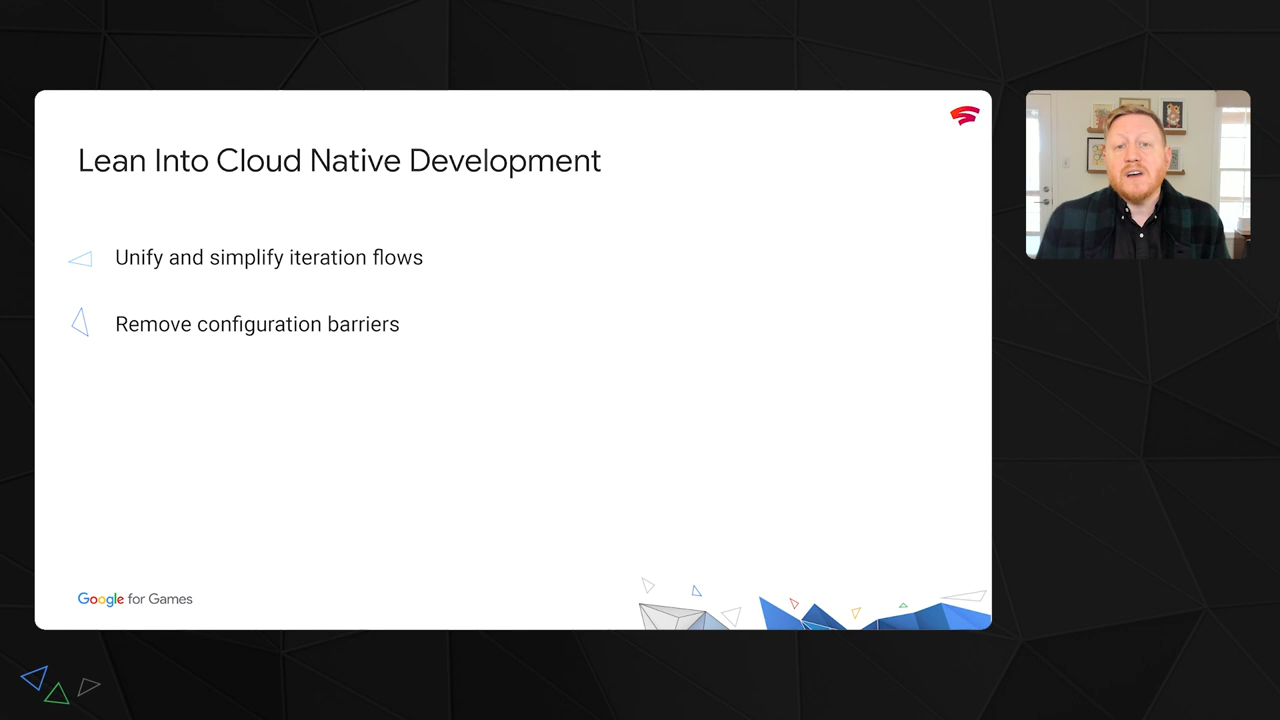 Lean Into Cloud Native Development
Unify and simplify iteration flows
Remove configuration barriers
Google for Games